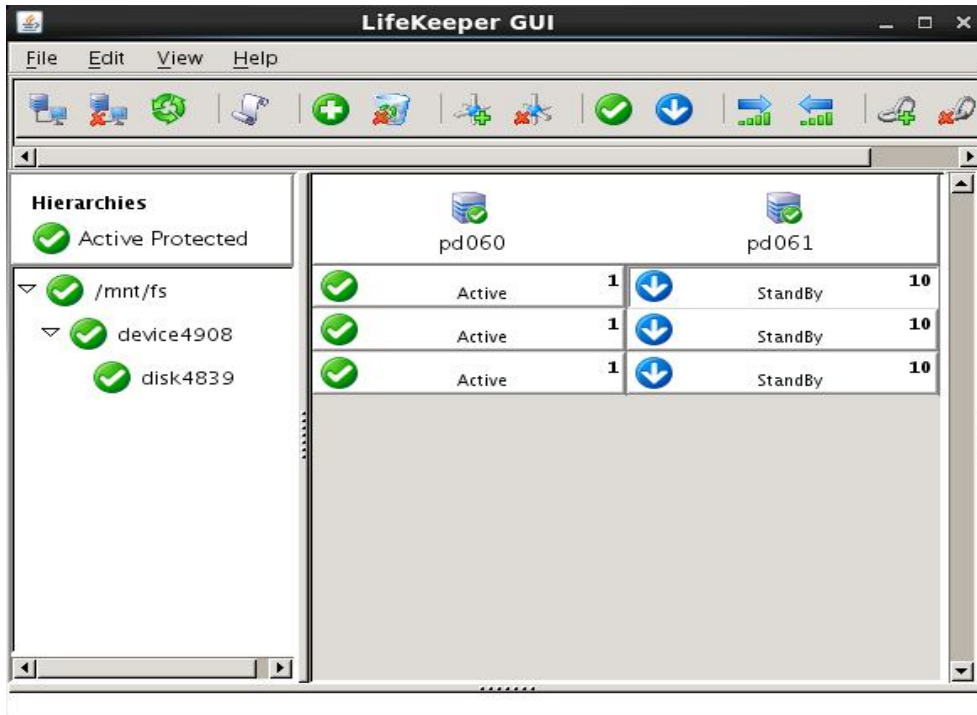 LifeKeeper GUI
File Edit View Help
Hierarchies
Active Protected
pd060 pd061
/mnt/fs Active 1 StandBy 10
device4908 Active 1 StandBy 10
disk4839 Active 1 StandBy 10